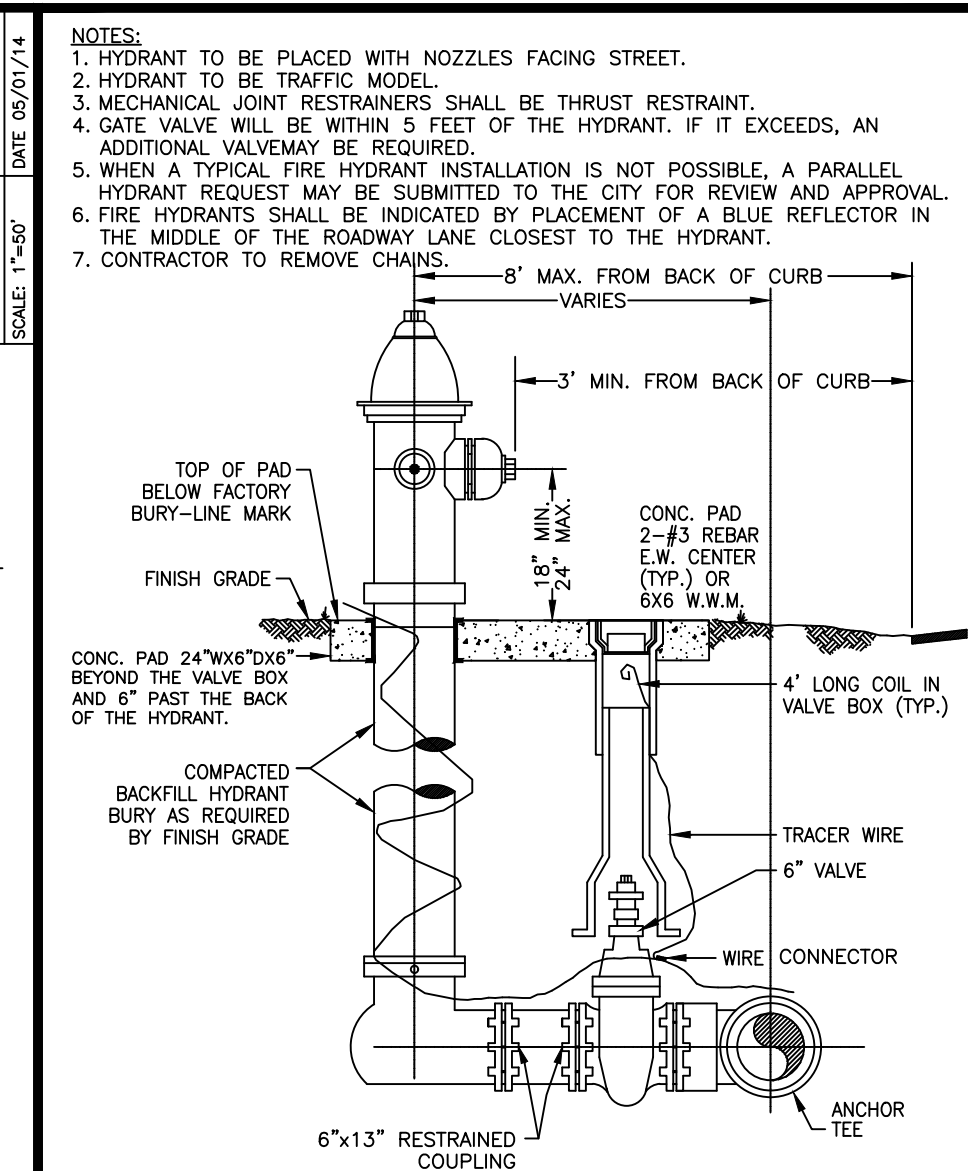 DATE 05/01/14
SCALE: 1"=50'
NOTES:
1. HYDRANT TO BE PLACED WITH NOZZLES FACING STREET.
2. HYDRANT TO BE TRAFFIC MODEL.
3. MECHANICAL JOINT RESTRAINERS SHALL BE THRUST RESTRAINT.
4. GATE VALVE WILL BE WITHIN 5 FEET OF THE HYDRANT. IF IT EXCEEDS, AN
ADDITIONAL VALVEMAY BE REQUIRED.
5. WHEN A TYPICAL FIRE HYDRANT INSTALLATION IS NOT POSSIBLE, A PARALLEL
HYDRANT REQUEST MAY BE SUBMITTED TO THE CITY FOR REVIEW AND APPROVAL.
6. FIRE HYDRANTS SHALL BE INDICATED BY PLACEMENT OF A BLUE REFLECTOR IN
THE MIDDLE OF THE ROADWAY LANE CLOSEST TO THE HYDRANT.
7. CONTRACTOR TO REMOVE CHAINS.
8' MAX. FROM BACK OF CURB
VARIES
3' MIN. FROM BACK OF CURB
TOP OF PAD
BELOW FACTORY
BURY-LINE MARK
18" MIN.
24" MAX.
CONC. PAD
2-#3 REBAR
E.W. CENTER
(TYP.) OR
6X6 W.W.M.
FINISH GRADE
CONC. PAD 24"WX6"DX6"
BEYOND THE VALVE BOX
AND 6" PAST THE BACK
OF THE HYDRANT.
4' LONG COIL IN
VALVE BOX (TYP.)
COMPACTED
BACKFILL HYDRANT
BURY AS REQUIRED
BY FINISH GRADE
TRACER WIRE
6" VALVE
WIRE CONNECTOR
ANCHOR
TEE
6"x13" RESTRAINED
COUPLING